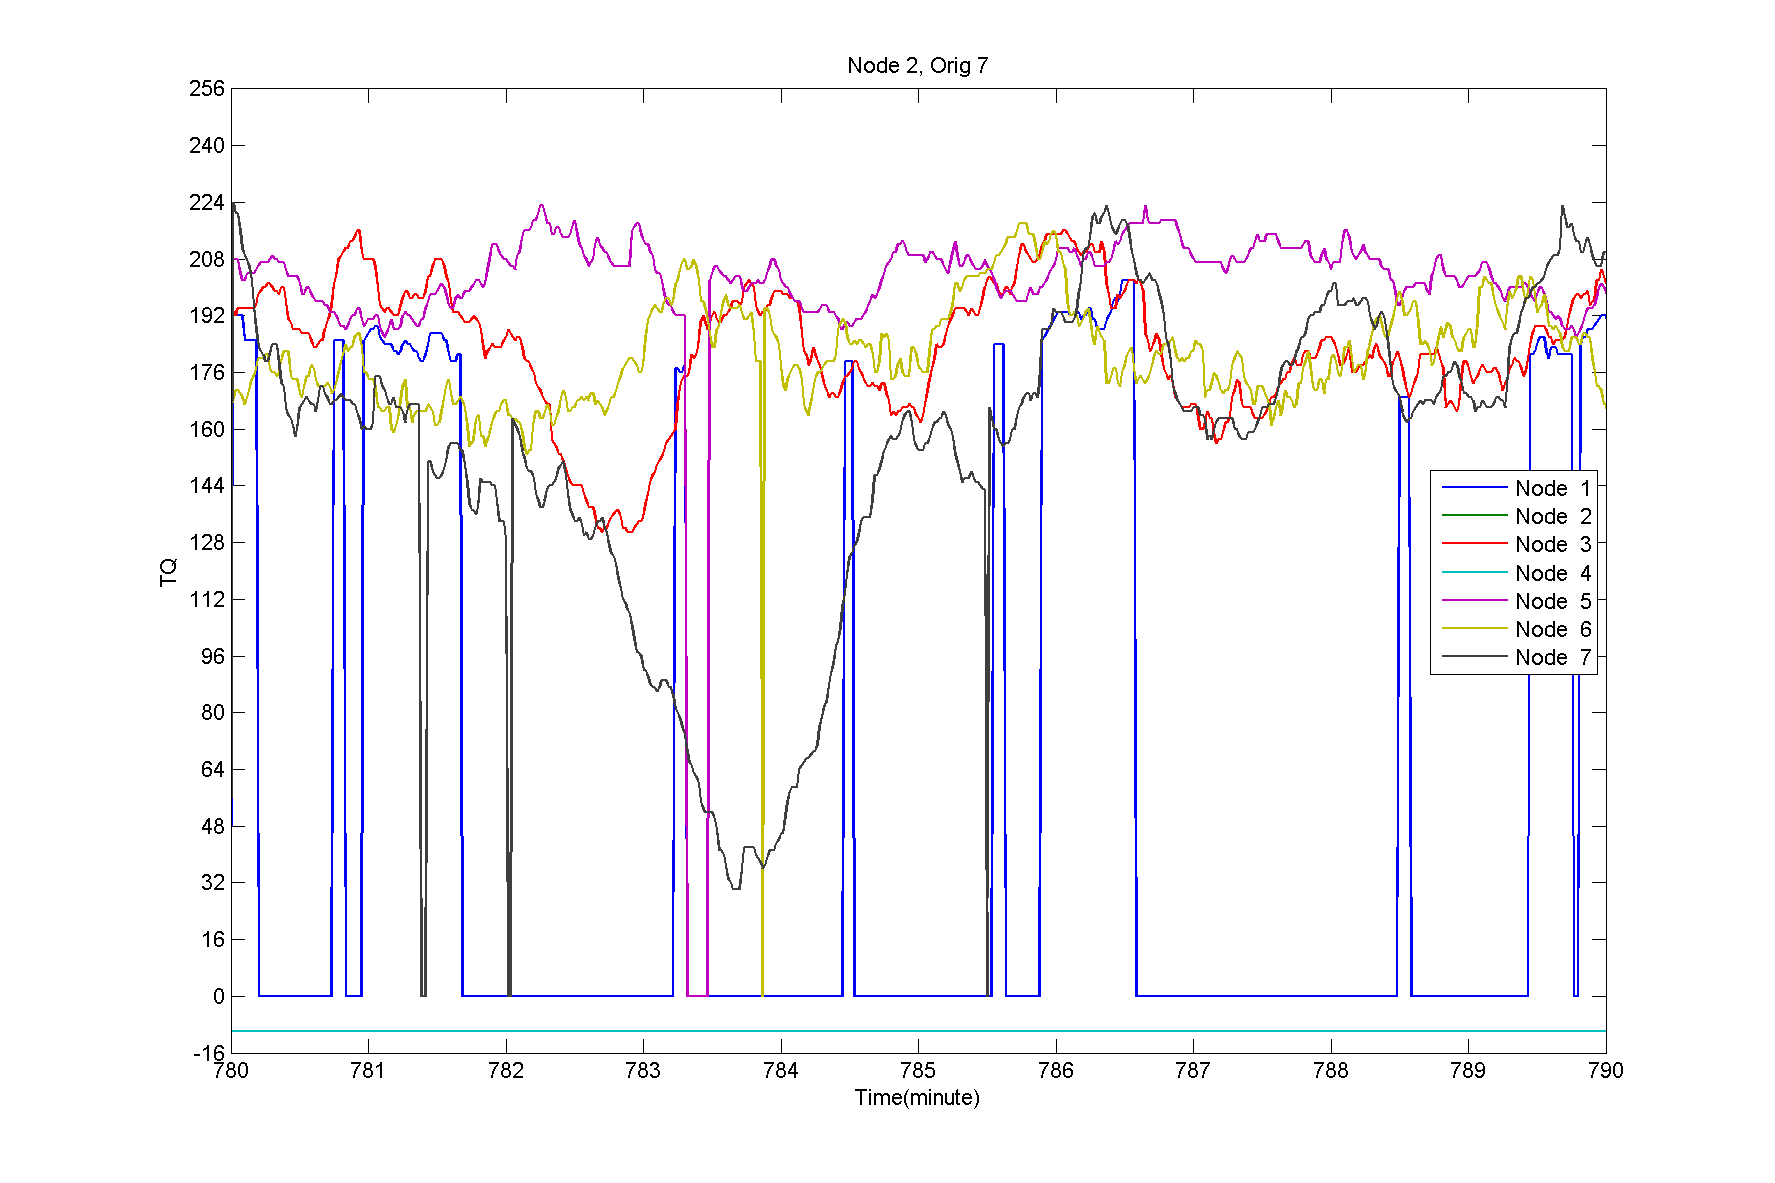 Node 2, Orig 7
256
240
224
208
192
176
160
144
128
112
96
80
64
48
32
16
0
-16
TQ
780 781 782 783 784 785 786 787 788 789 790
Time(minute)
Node 1
Node 2
Node 3
Node 4
Node 5
Node 6
Node 7